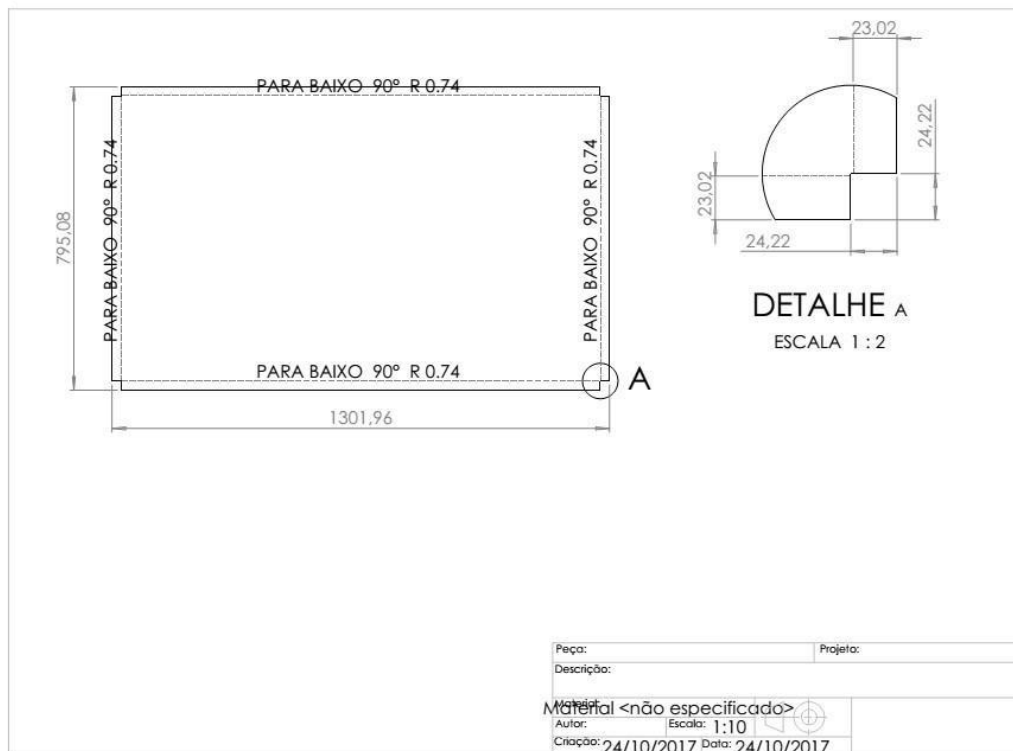 23,02
PARA BAIXO 90° R 0.74
24,22
795,08
PARA BAIXO 90° R 0.74
PARA BAIXO 90° R 0.74
23,02
24,22
DETALHE A
ESCALA 1 : 2
PARA BAIXO 90° R 0.74
A
1301,96
Peça:
Projeto:
Descrição:
Material:
Material <não especificado>
Autor:
Escala: 1:10
Criação: 24/10/2017 Data: 24/10/2017